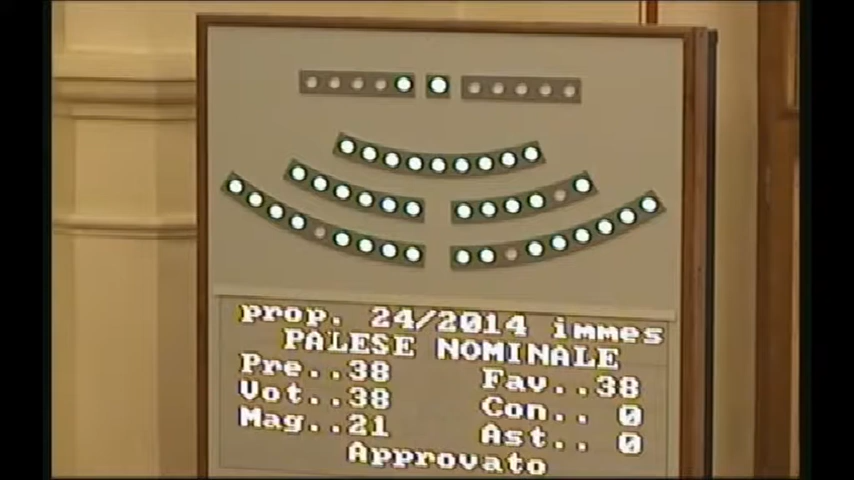 prop. 24/2014 immes
PALESE NOMINALE
Pre..38 Fav..38
Vot..38 Con.. 0
Mag..21 Ast.. 0
Approvato